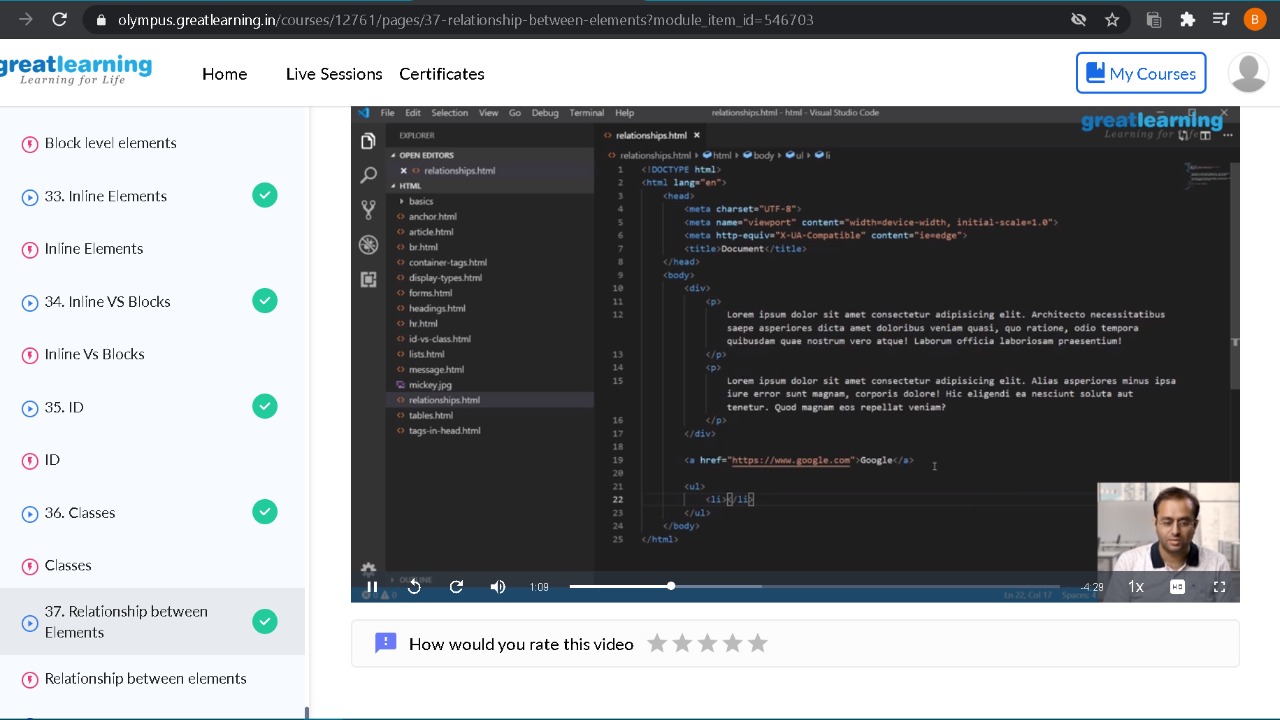 olympus.greatlearning.in/courses/12761/pages/37-relationship-between-elements?module_item_id=546703
B
greatlearning
Learning for Life
Home
Live Sessions
Certificates
My Courses
Block level elements
33. Inline Elements
Inline Elements
34. Inline VS Blocks
Inline Vs Blocks
35. ID
ID
36. Classes
Classes
37. Relationship between
Elements
Relationship between elements
File Edit Selection View Go Debug Terminal Help
relationships.html - html - Visual Studio Code
greatlearning
Learning for Life
EXPLORER
OPEN EDITORS
relationships.html
HTML
basics
anchor.html
article.html
br.html
container-tags.html
display-types.html
forms.html
headings.html
hr.html
id-vs-class.html
lists.html
message.html
mickey.jpg
relationships.html
tables.html
tags-in-head.html
OUTLINE
relationships.html
relationships.html html body ul li
1 <!DOCTYPE html>
2 <html lang="en">
3 <head>
4 <meta charset="UTF-8">
5 <meta name="viewport" content="width=device-width, initial-scale=1.0">
6 <meta http-equiv="X-UA-Compatible" content="ie=edge">
7 <title>Document</title>
8 </head>
9 <body>
10 <div>
11 <p>
12 Lorem ipsum dolor sit amet consectetur adipisicing elit. Architecto necessitatibus
saepe asperiores dicta amet doloribus veniam quasi, quo ratione, odio tempora
quibusdam quae nostrum vero atque! Laborum officia laboriosam praesentium!
13 </p>
14 <p>
15 Lorem ipsum dolor sit amet consectetur adipisicing elit. Alias asperiores minus ipsa
iure error sunt magnam, corporis dolore! Hic eligendi ea nesciunt soluta aut
tenetur. Quod magnam eos repellat veniam?
16 </p>
17 </div>
18
19 <a href="https://www.google.com">Google</a>
20
21 <ul>
22 <li></li>
23 </ul>
24 </body>
25 </html>
Ln 22, Col 17
1:09
-4:29
1x
HD
How would you rate this video